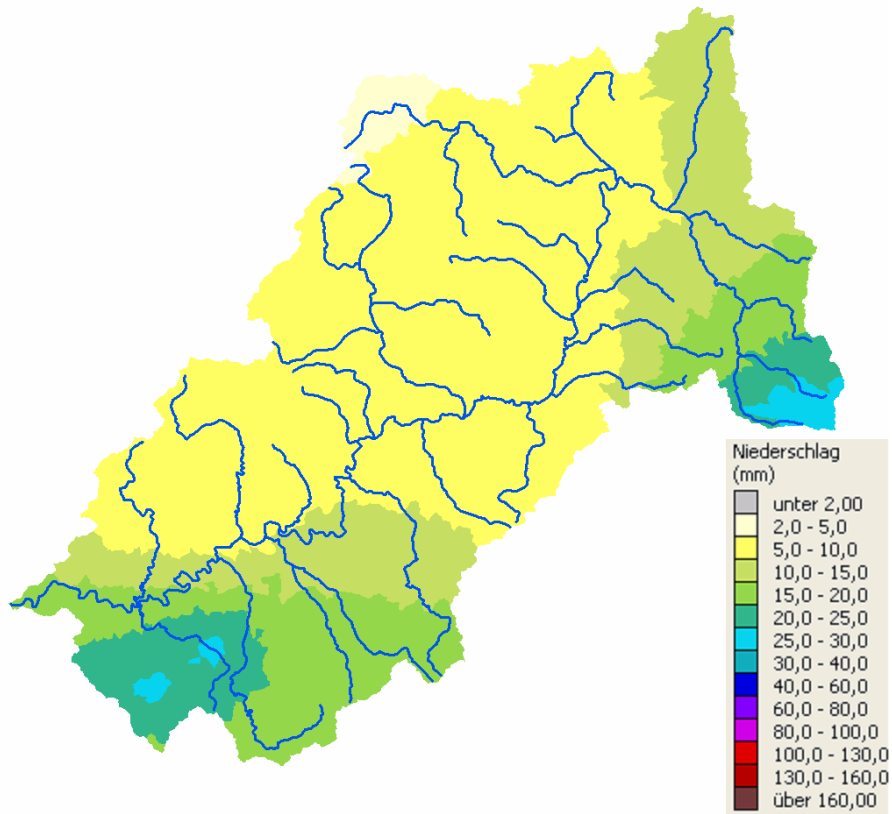 Niederschlag
(mm)
unter 2,00
2,0 - 5,0
5,0 - 10,0
10,0 - 15,0
15,0 - 20,0
20,0 - 25,0
25,0 - 30,0
30,0 - 40,0
40,0 - 60,0
60,0 - 80,0
80,0 - 100,0
100,0 - 130,0
130,0 - 160,0
über 160,00